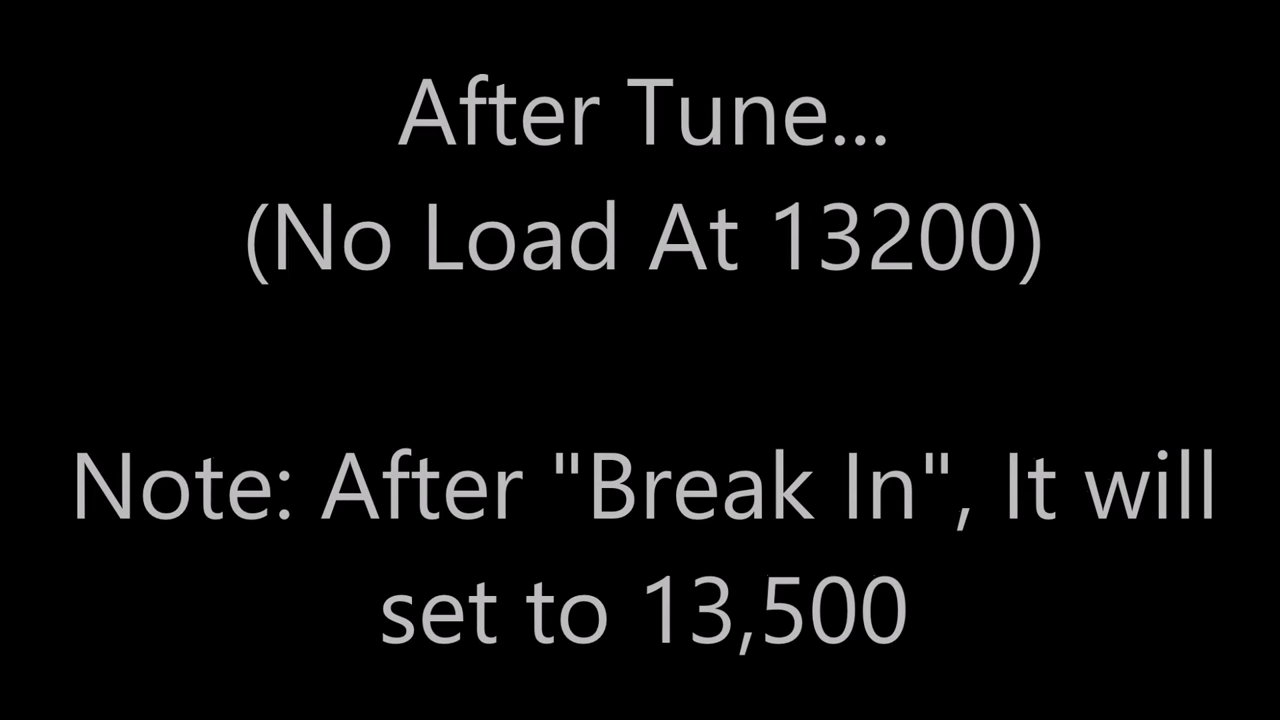 After Tune...
(No Load At 13200)
Note: After "Break In", It will
set to 13,500